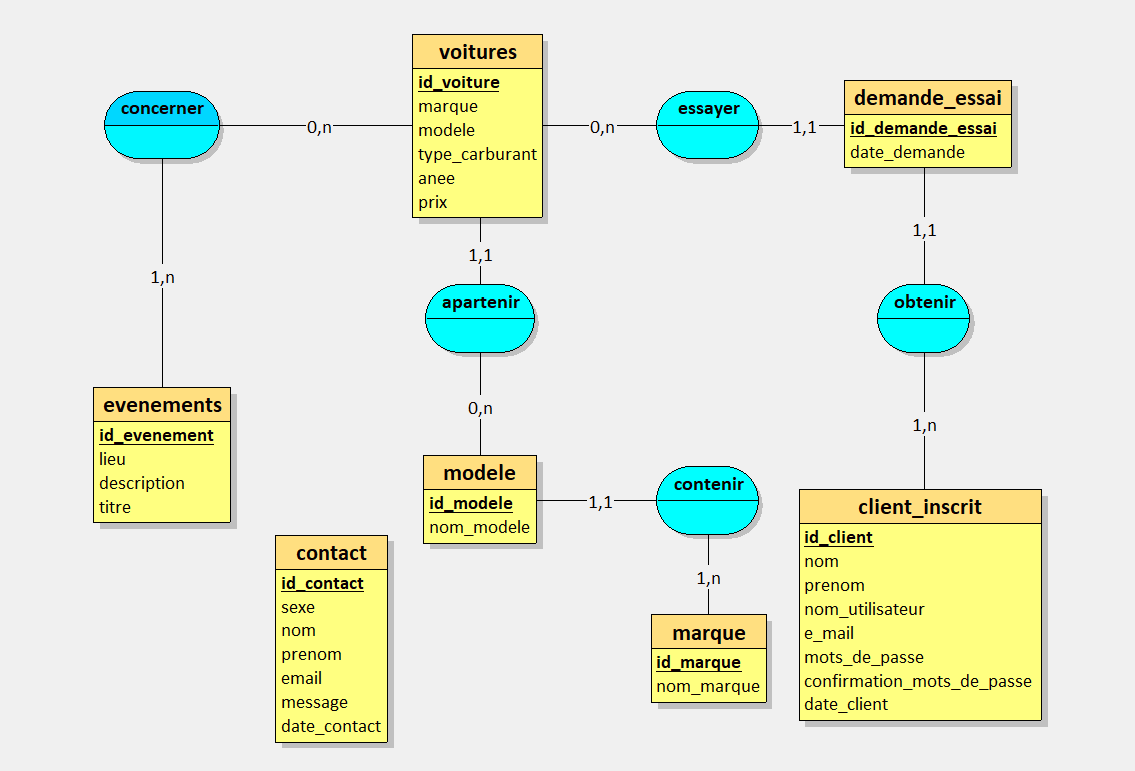 voitures
id_voiture
marque
modele
type_carburant
anee
prix
concerner
0,n
0,n
essayer
1,1
demande_essai
id_demande_essai
date_demande
1,n
1,1
1,1
apartenir
obtenir
0,n
1,n
evenements
id_evenement
lieu
description
titre
modele
id_modele
nom_modele
1,1
contenir
1,n
client_inscrit
id_client
nom
prenom
nom_utilisateur
e_mail
mots_de_passe
confirmation_mots_de_passe
date_client
contact
id_contact
sexe
nom
prenom
email
message
date_contact
marque
id_marque
nom_marque